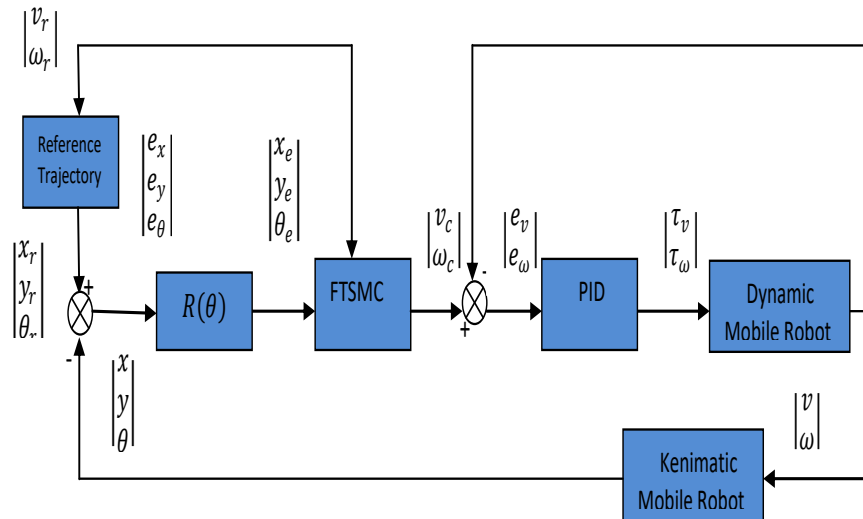 v_r
ω_r
Reference
Trajectory
e_x
e_y
e_θ
x_e
y_e
θ_e
v_c
ω_c
e_v
e_ω
τ_v
τ_ω
x_r
y_r
θ_r
+
-
R(θ)
FTSMC
-
+
PID
Dynamic
Mobile Robot
x
y
θ
v
ω
Kenimatic
Mobile Robot